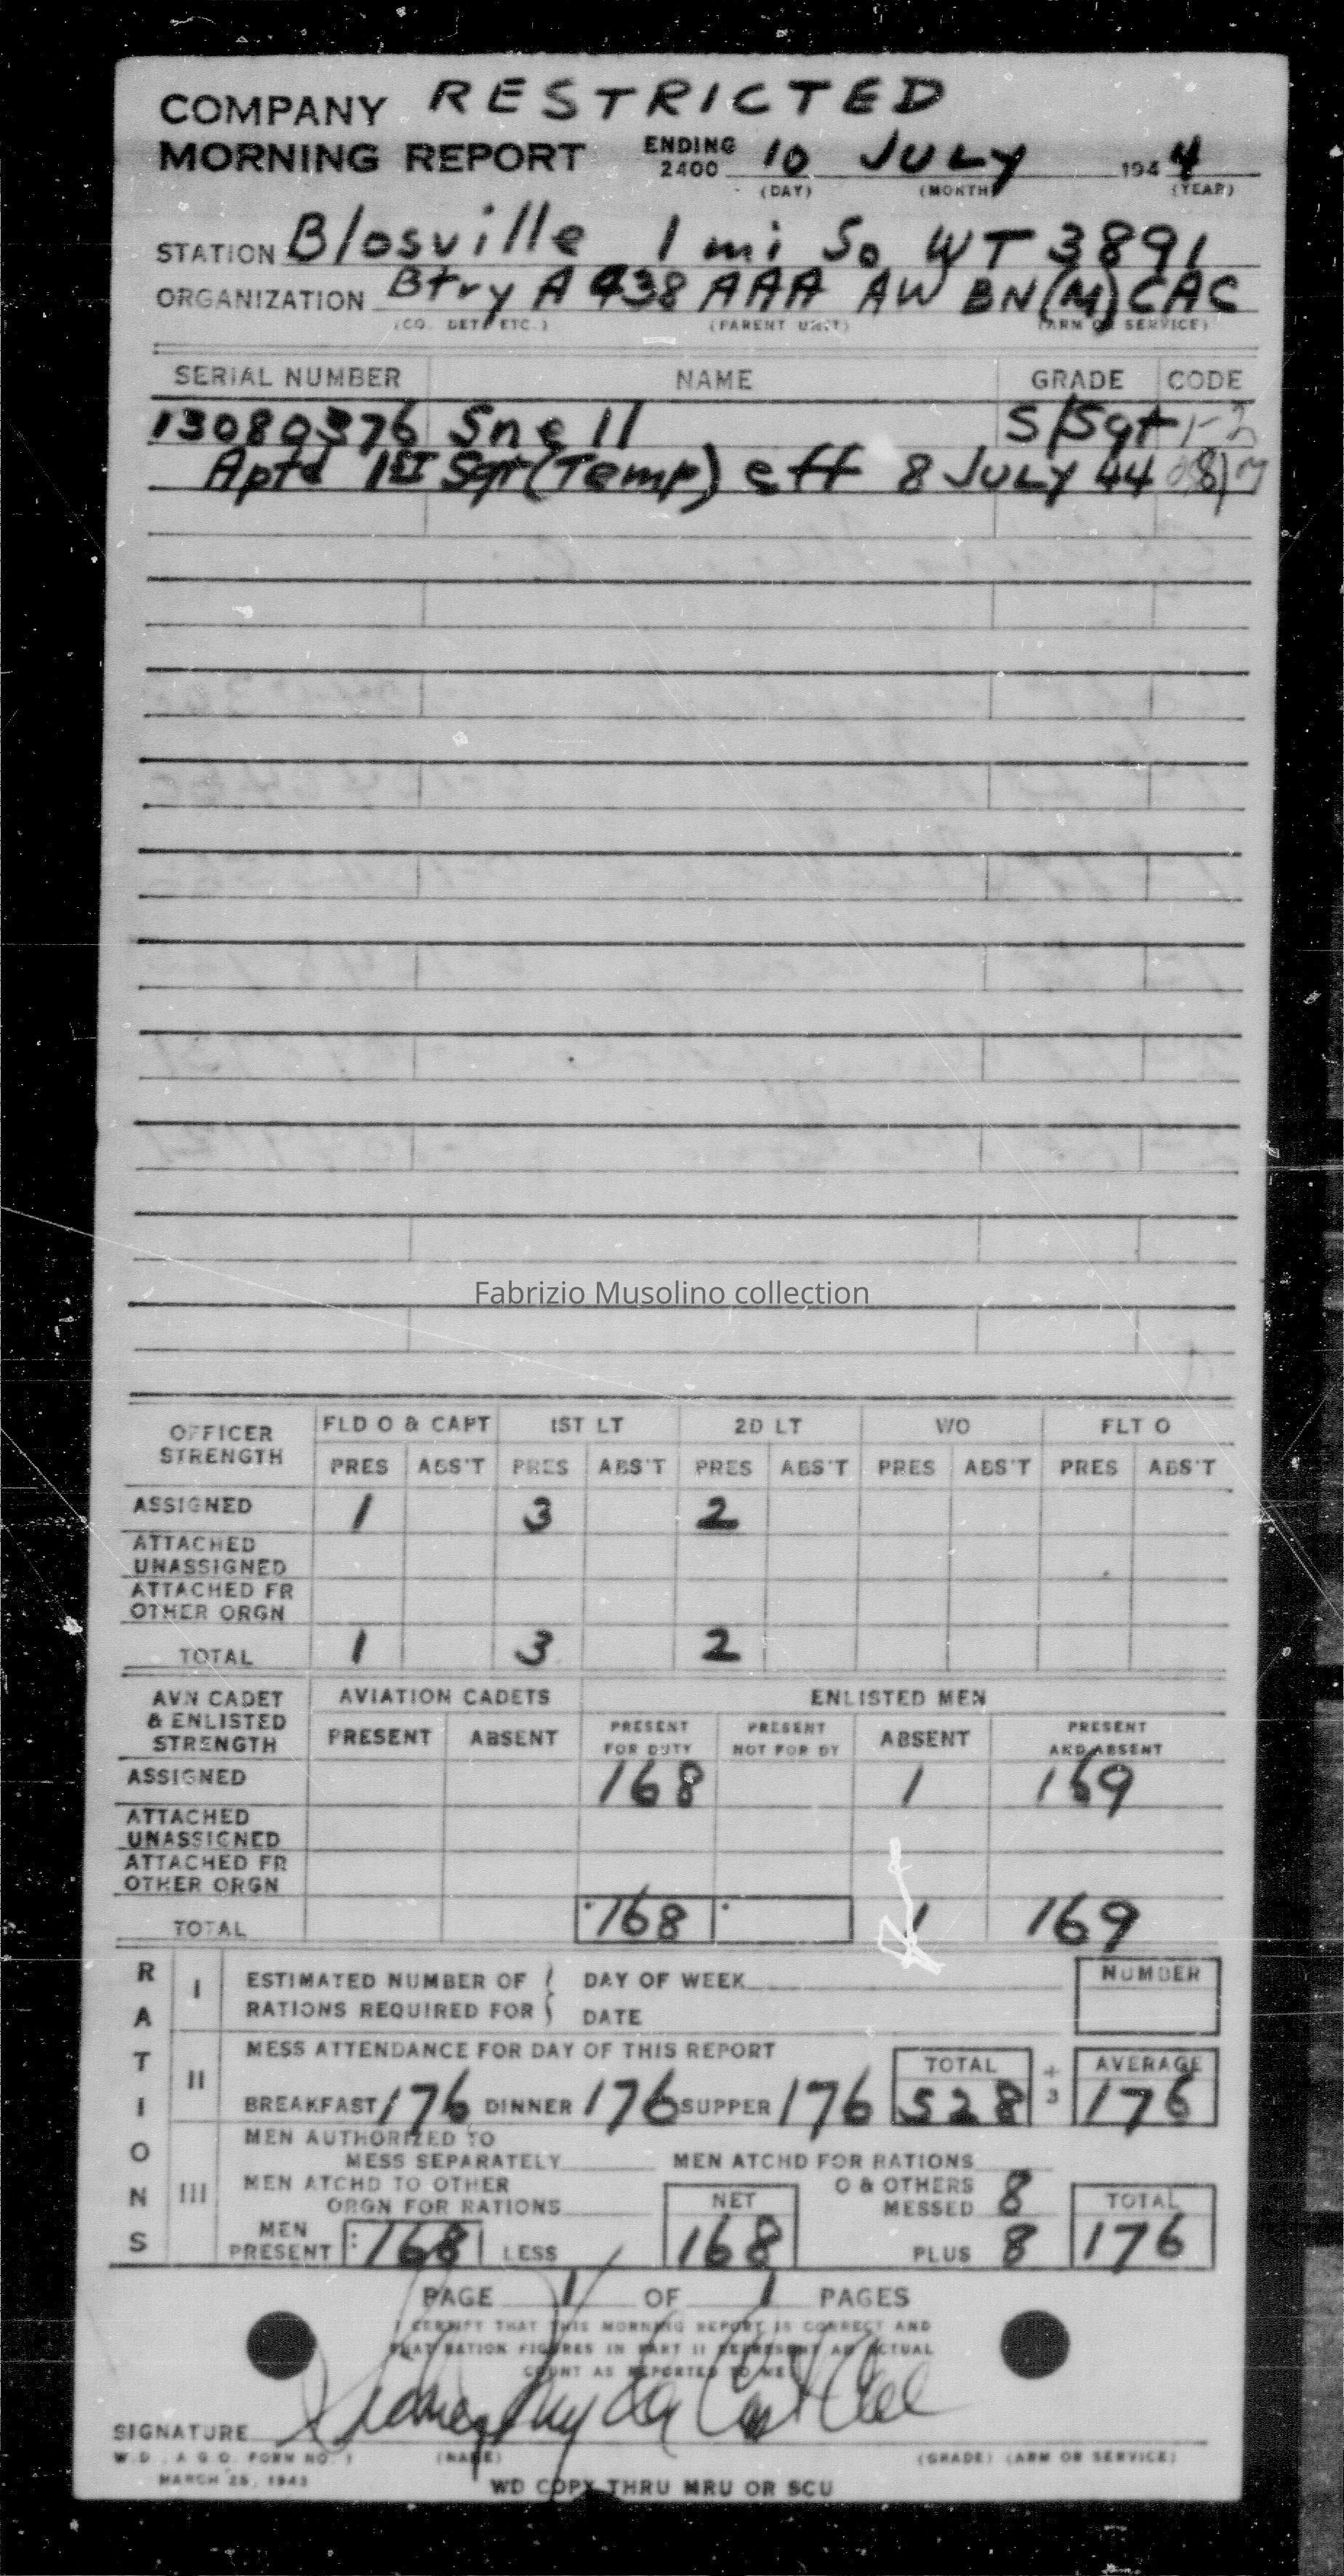 COMPANY RESTRICTED
MORNING REPORT ENDING 2400 10 JULY 1944
(DAY) (MONTH) (YEAR)
STATION Blosville 1 mi So WT 3891
ORGANIZATION Btry A 438 AAA AW BN (M) CAC
(CO. DET. ETC.) (PARENT UNIT) (ARM OR SERVICE)
SERIAL NUMBER NAME GRADE CODE
13080376 Snell S/Sgt 1-2
Aptd 1st Sgt (Temp) eff 8 JULY 44
Fabrizio Musolino collection
OFFICER STRENGTH FLD O & CAPT 1ST LT 2D LT W/O FLT O
PRES ABS'T PRES ABS'T PRES ABS'T PRES ABS'T PRES ABS'T
ASSIGNED 1 3 2
ATTACHED UNASSIGNED
ATTACHED FR OTHER ORGN
TOTAL 1 3 2
AVN CADET & ENLISTED STRENGTH AVIATION CADETS ENLISTED MEN
PRESENT ABSENT PRESENT FOR DUTY PRESENT NOT FOR DY ABSENT PRESENT AND ABSENT
ASSIGNED 168 1 169
ATTACHED UNASSIGNED
ATTACHED FR OTHER ORGN
TOTAL 168 1 169
RATIONS
I ESTIMATED NUMBER OF RATIONS REQUIRED FOR DAY OF WEEK DATE NUMBER
II MESS ATTENDANCE FOR DAY OF THIS REPORT
BREAKFAST 176 DINNER 176 SUPPER 176 TOTAL 528 ÷ 3 AVERAGE 176
III MEN AUTHORIZED TO MESS SEPARATELY MEN ATCHD FOR RATIONS
MEN ATCHD TO OTHER ORGN FOR RATIONS NET O & OTHERS MESSED 8 TOTAL
MEN PRESENT 168 LESS / 168 PLUS 8 176
PAGE 1 OF 1 PAGES
I CERTIFY THAT THIS MORNING REPORT IS CORRECT AND
THAT RATION FIGURES IN PART II REPRESENT AN ACTUAL
COUNT AS REPORTED TO ME
SIGNATURE
W.D., A.G.O. FORM NO. 1 (NAME) (GRADE) (ARM OR SERVICE)
MARCH 25, 1943
WD COPY THRU MRU OR SCU